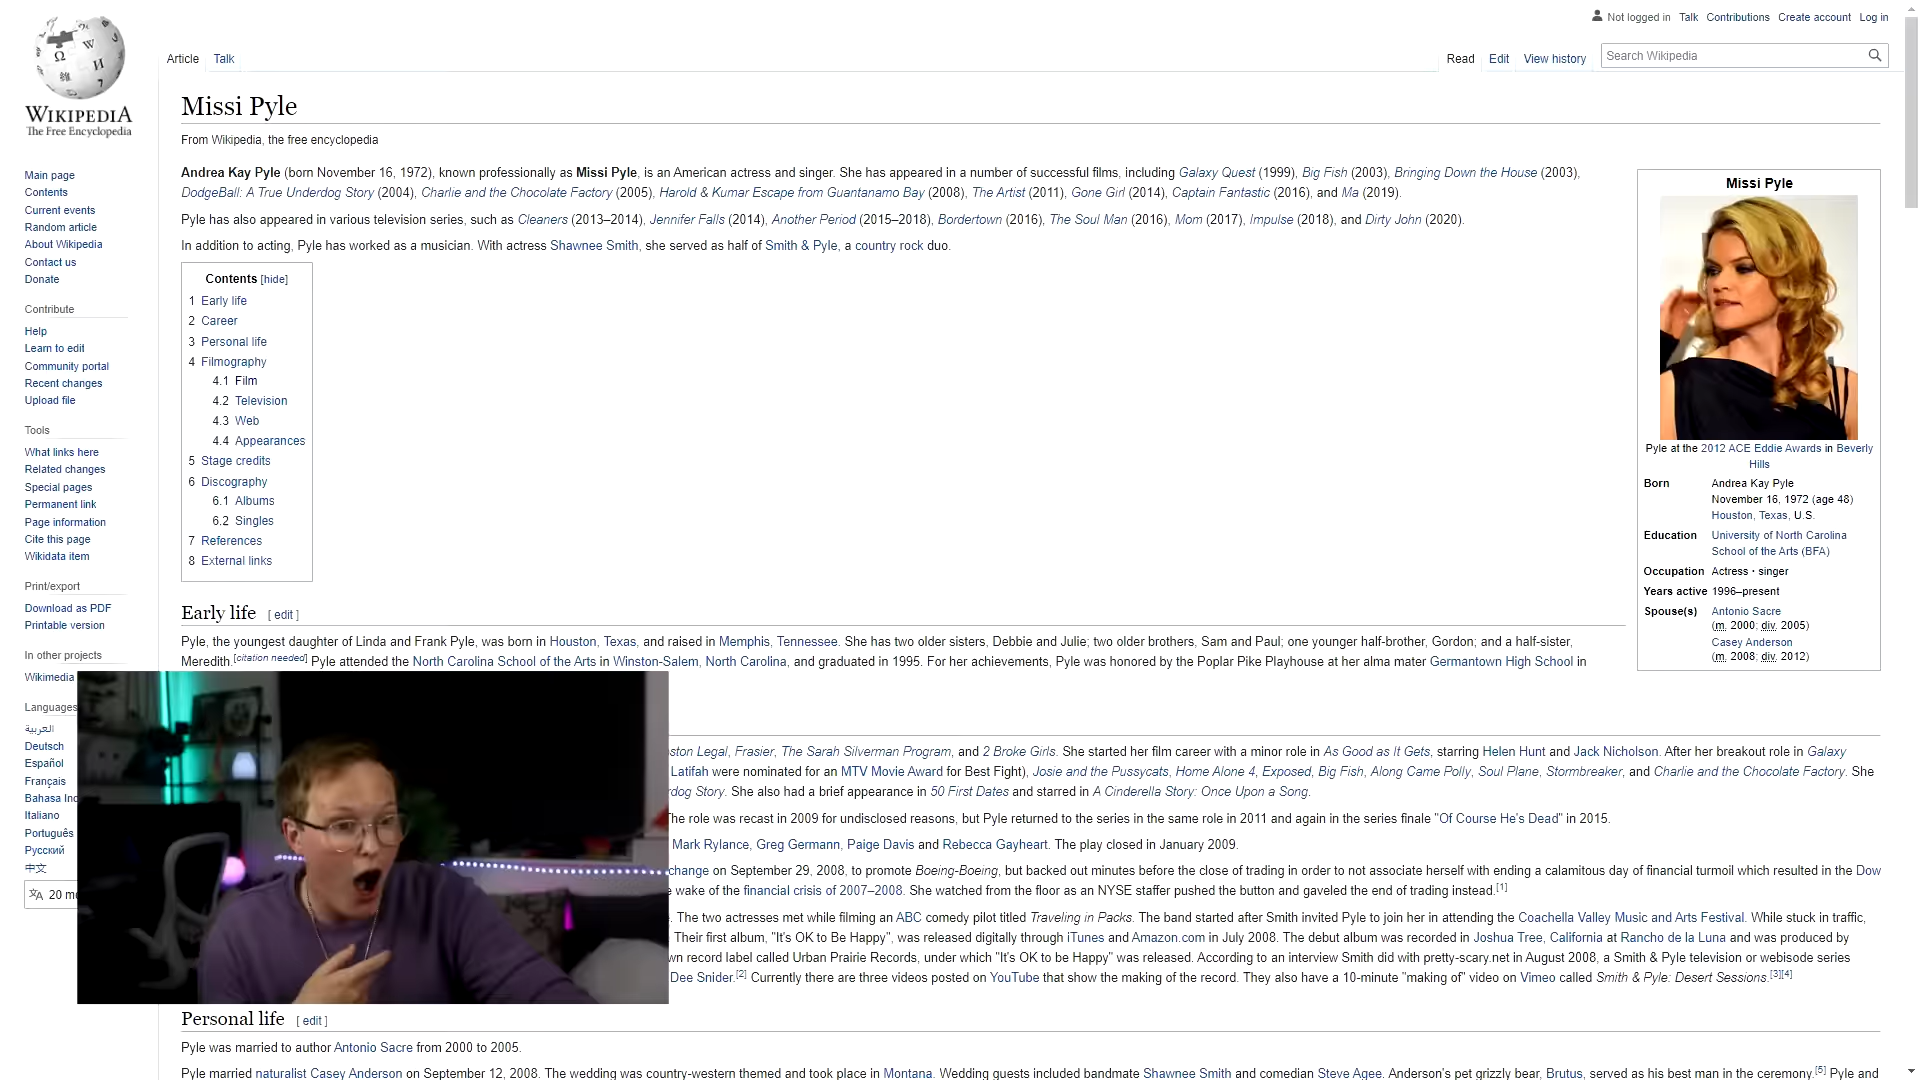 Not logged in Talk Contributions Create account Log in
Article Talk
Read Edit View history Search Wikipedia
WIKIPEDIA
The Free Encyclopedia
Main page
Contents
Current events
Random article
About Wikipedia
Contact us
Donate
Contribute
Help
Learn to edit
Community portal
Recent changes
Upload file
Tools
What links here
Related changes
Special pages
Permanent link
Page information
Cite this page
Wikidata item
Print/export
Download as PDF
Printable version
In other projects
Wikimedia
Languages
العربية
Deutsch
Español
Français
Bahasa Ind
Italiano
Português
Русский
中文
20 mo
Missi Pyle
From Wikipedia, the free encyclopedia
Andrea Kay Pyle (born November 16, 1972), known professionally as Missi Pyle, is an American actress and singer. She has appeared in a number of successful films, including Galaxy Quest (1999), Big Fish (2003), Bringing Down the House (2003),
DodgeBall: A True Underdog Story (2004), Charlie and the Chocolate Factory (2005), Harold & Kumar Escape from Guantanamo Bay (2008), The Artist (2011), Gone Girl (2014), Captain Fantastic (2016), and Ma (2019).
Pyle has also appeared in various television series, such as Cleaners (2013–2014), Jennifer Falls (2014), Another Period (2015–2018), Bordertown (2016), The Soul Man (2016), Mom (2017), Impulse (2018), and Dirty John (2020).
In addition to acting, Pyle has worked as a musician. With actress Shawnee Smith, she served as half of Smith & Pyle, a country rock duo.
Contents [hide]
1 Early life
2 Career
3 Personal life
4 Filmography
4.1 Film
4.2 Television
4.3 Web
4.4 Appearances
5 Stage credits
6 Discography
6.1 Albums
6.2 Singles
7 References
8 External links
Missi Pyle
Pyle at the 2012 ACE Eddie Awards in Beverly
Hills
Born Andrea Kay Pyle
November 16, 1972 (age 48)
Houston, Texas, U.S.
Education University of North Carolina
School of the Arts (BFA)
Occupation Actress · singer
Years active 1996–present
Spouse(s) Antonio Sacre
(m. 2000; div. 2005)
Casey Anderson
(m. 2008; div. 2012)
Early life [ edit ]
Pyle, the youngest daughter of Linda and Frank Pyle, was born in Houston, Texas, and raised in Memphis, Tennessee. She has two older sisters, Debbie and Julie; two older brothers, Sam and Paul; one younger half-brother, Gordon; and a half-sister,
Meredith.[citation needed] Pyle attended the North Carolina School of the Arts in Winston-Salem, North Carolina, and graduated in 1995. For her achievements, Pyle was honored by the Poplar Pike Playhouse at her alma mater Germantown High School in
ston Legal, Frasier, The Sarah Silverman Program, and 2 Broke Girls. She started her film career with a minor role in As Good as It Gets, starring Helen Hunt and Jack Nicholson. After her breakout role in Galaxy
Latifah were nominated for an MTV Movie Award for Best Fight), Josie and the Pussycats, Home Alone 4, Exposed, Big Fish, Along Came Polly, Soul Plane, Stormbreaker, and Charlie and the Chocolate Factory. She
rdog Story. She also had a brief appearance in 50 First Dates and starred in A Cinderella Story: Once Upon a Song.
The role was recast in 2009 for undisclosed reasons, but Pyle returned to the series in the same role in 2011 and again in the series finale "Of Course He's Dead" in 2015.
Mark Rylance, Greg Germann, Paige Davis and Rebecca Gayheart. The play closed in January 2009.
change on September 29, 2008, to promote Boeing-Boeing, but backed out minutes before the close of trading in order to not associate herself with ending a calamitous day of financial turmoil which resulted in the Dow
e wake of the financial crisis of 2007–2008. She watched from the floor as an NYSE staffer pushed the button and gaveled the end of trading instead.[1]
. The two actresses met while filming an ABC comedy pilot titled Traveling in Packs. The band started after Smith invited Pyle to join her in attending the Coachella Valley Music and Arts Festival. While stuck in traffic,
Their first album, "It's OK to Be Happy", was released digitally through iTunes and Amazon.com in July 2008. The debut album was recorded in Joshua Tree, California at Rancho de la Luna and was produced by
wn record label called Urban Prairie Records, under which "It's OK to be Happy" was released. According to an interview Smith did with pretty-scary.net in August 2008, a Smith & Pyle television or webisode series
Dee Snider.[2] Currently there are three videos posted on YouTube that show the making of the record. They also have a 10-minute "making of" video on Vimeo called Smith & Pyle: Desert Sessions.[3][4]
Personal life [ edit ]
Pyle was married to author Antonio Sacre from 2000 to 2005.
Pyle married naturalist Casey Anderson on September 12, 2008. The wedding was country-western themed and took place in Montana. Wedding guests included bandmate Shawnee Smith and comedian Steve Agee. Anderson's pet grizzly bear, Brutus, served as his best man in the ceremony.[5] Pyle and